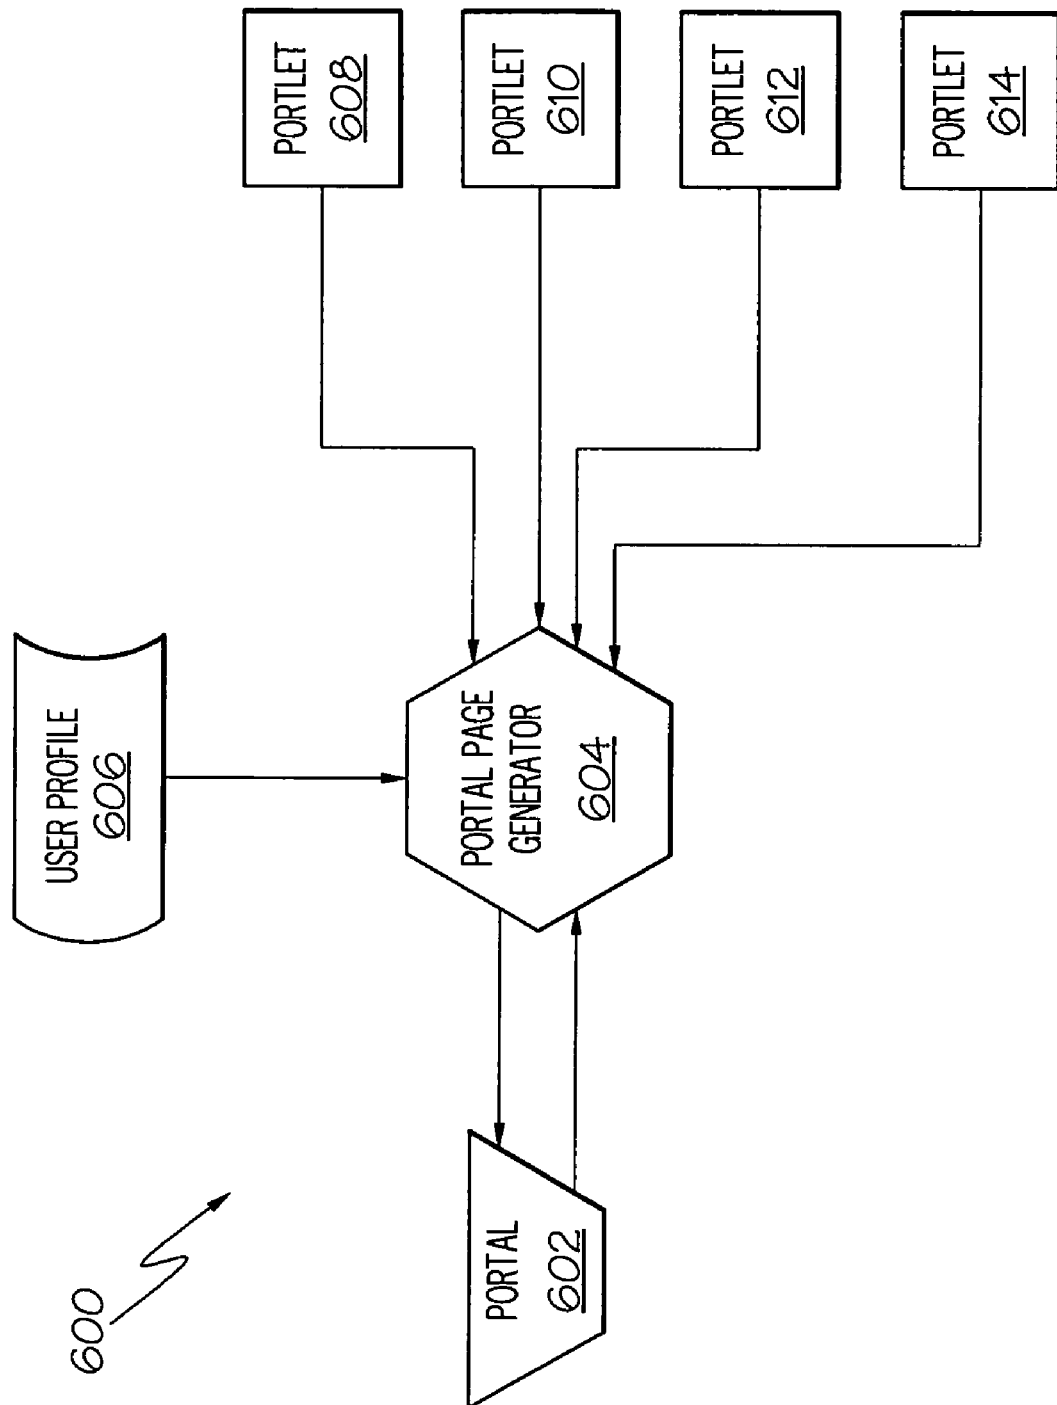 600
USER PROFILE
606
PORTAL
602
PORTAL PAGE
GENERATOR
604
PORTLET
608
PORTLET
610
PORTLET
612
PORTLET
614